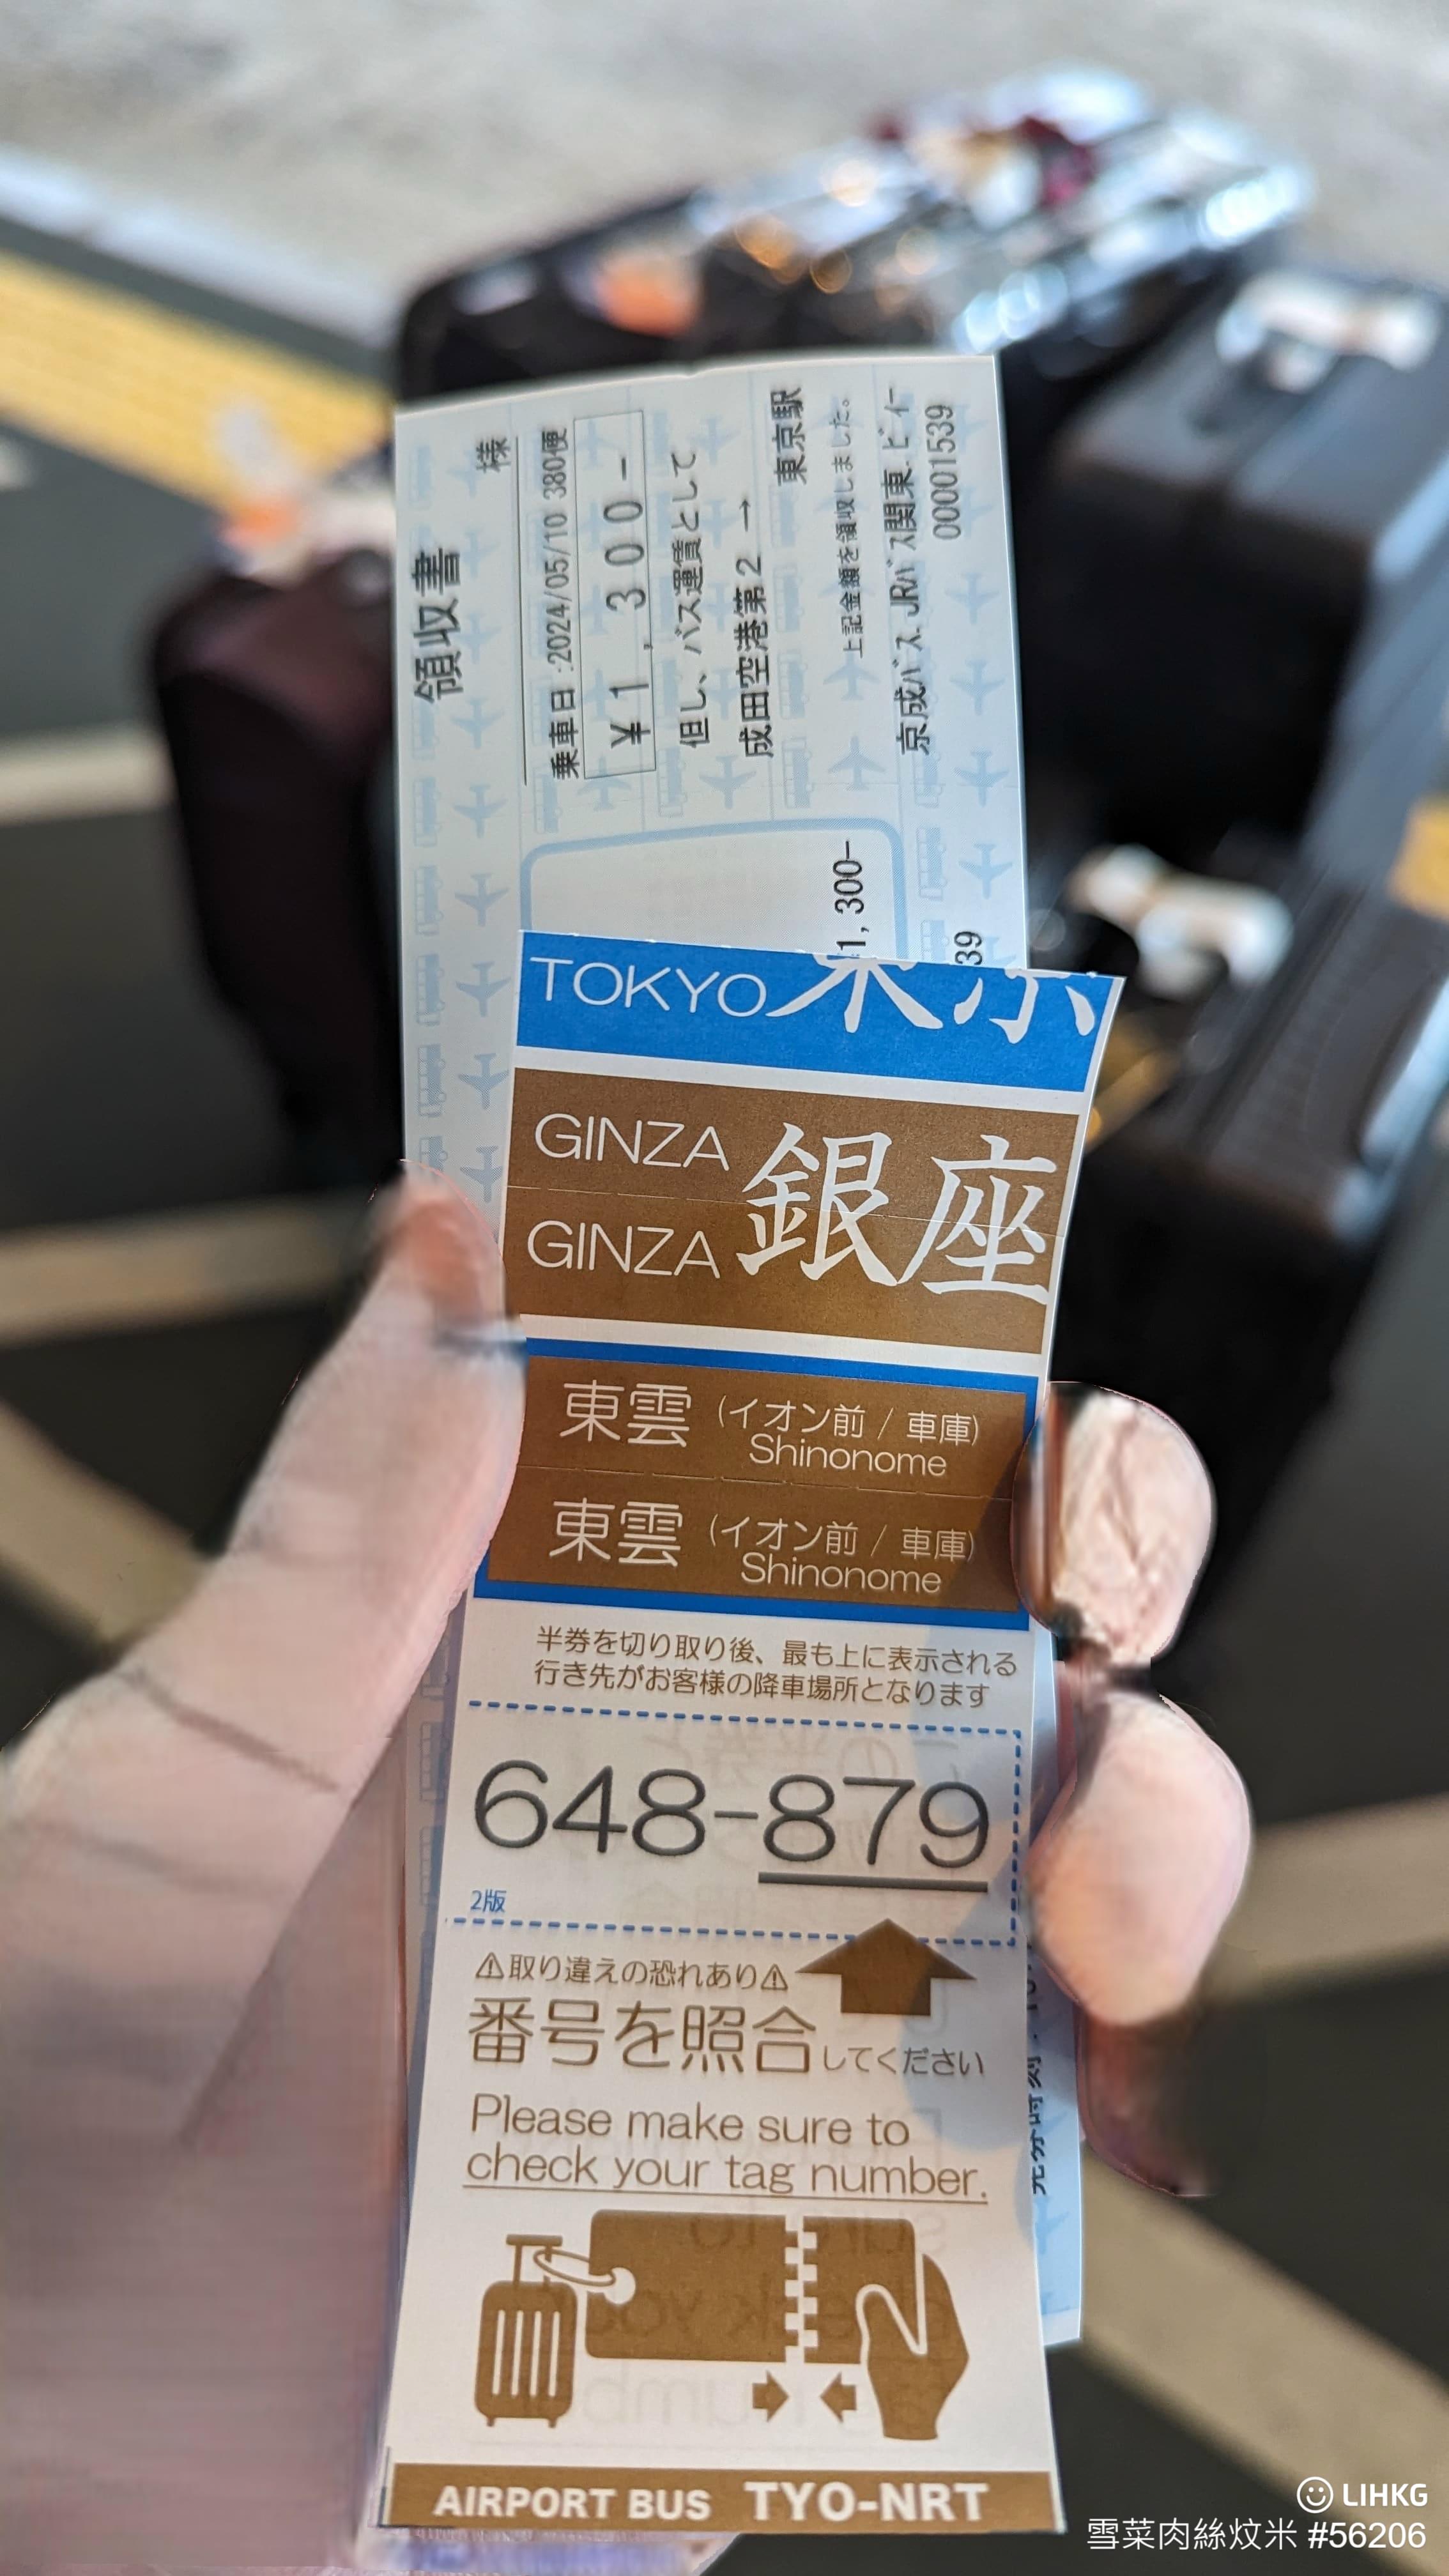 領収書
様
乗車日:2024/05/10 380便
¥1,300-
但し、バス運賃として
成田空港第2 →
東京駅
上記金額を領収しました。
京成バス、JRバス関東、ビィー
00001539
1,300-
39
TOKYO 東京
GINZA 銀座
GINZA
東雲 (イオン前 / 車庫)
Shinonome
東雲 (イオン前 / 車庫)
Shinonome
半券を切り取り後、最も上に表示される
行き先がお客様の降車場所となります
648-879
2版
⚠取り違えの恐れあり⚠
番号を照合してください
Please make sure to
check your tag number.
AIRPORT BUS TYO-NRT
LIHKG
雪菜肉絲炆米 #56206